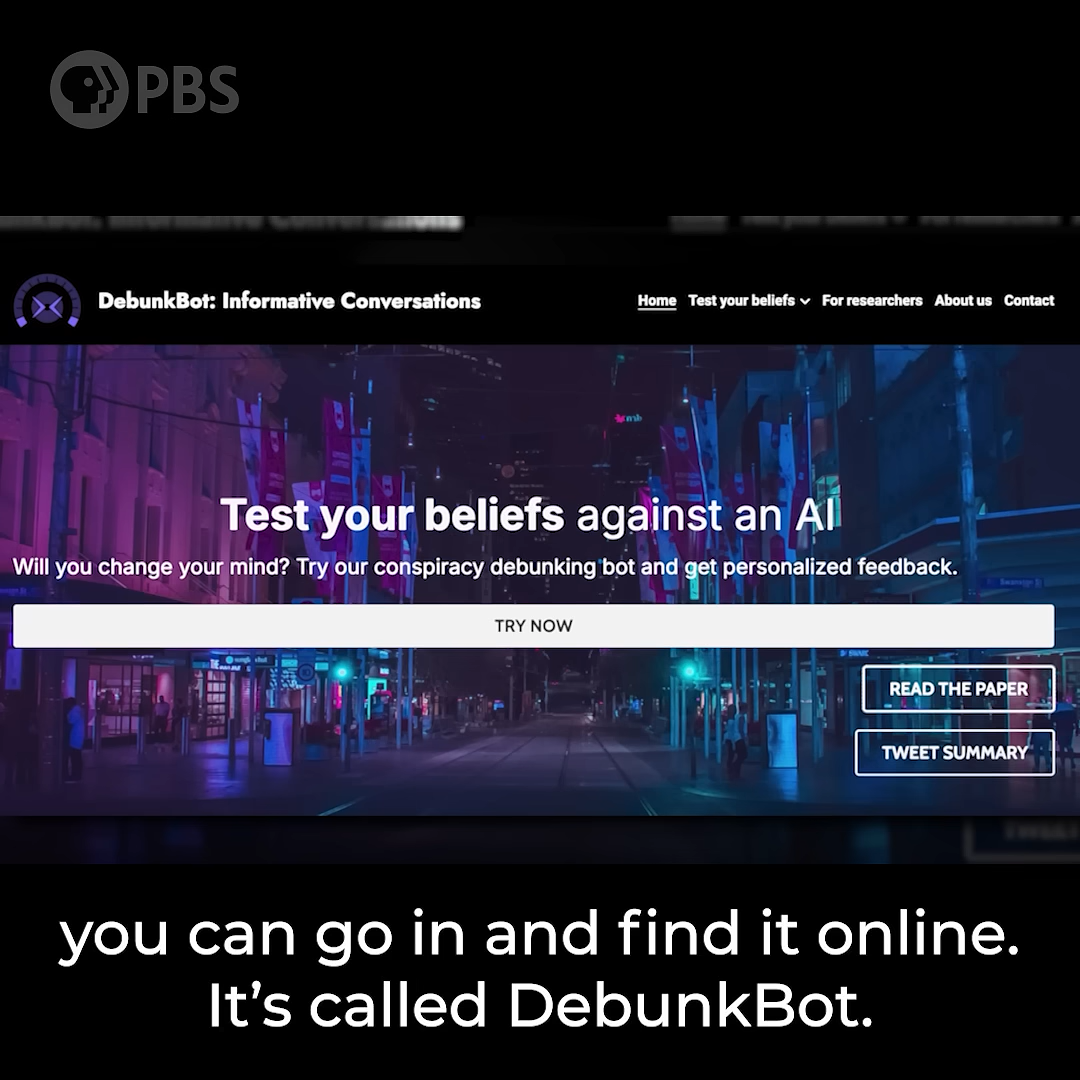 PBS
DebunkBot: Informative Conversations
Home Test your beliefs For researchers About us Contact
Test your beliefs against an AI
Will you change your mind? Try our conspiracy debunking bot and get personalized feedback.
TRY NOW
READ THE PAPER
TWEET SUMMARY
you can go in and find it online.
It’s called DebunkBot.